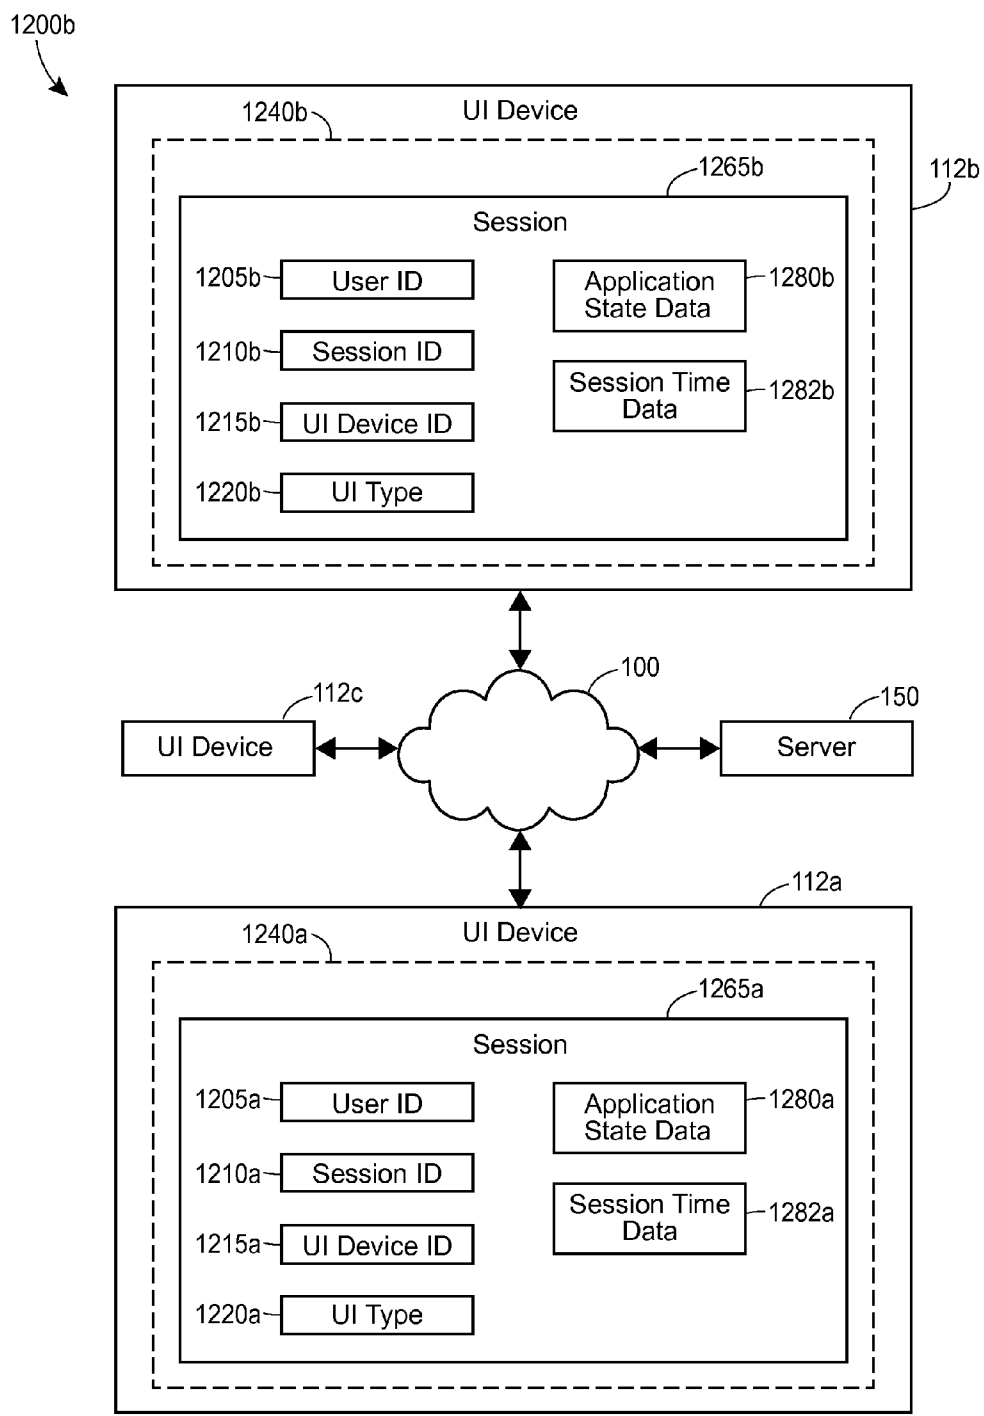 1200b
UI Device
1240b
112b
1265b
Session
1205b
User ID
Application
State Data
1280b
1210b
Session ID
Session Time
Data
1282b
1215b
UI Device ID
1220b
UI Type
100
112c
150
UI Device
Server
112a
UI Device
1240a
1265a
Session
1205a
User ID
Application
State Data
1280a
1210a
Session ID
Session Time
Data
1282a
1215a
UI Device ID
1220a
UI Type